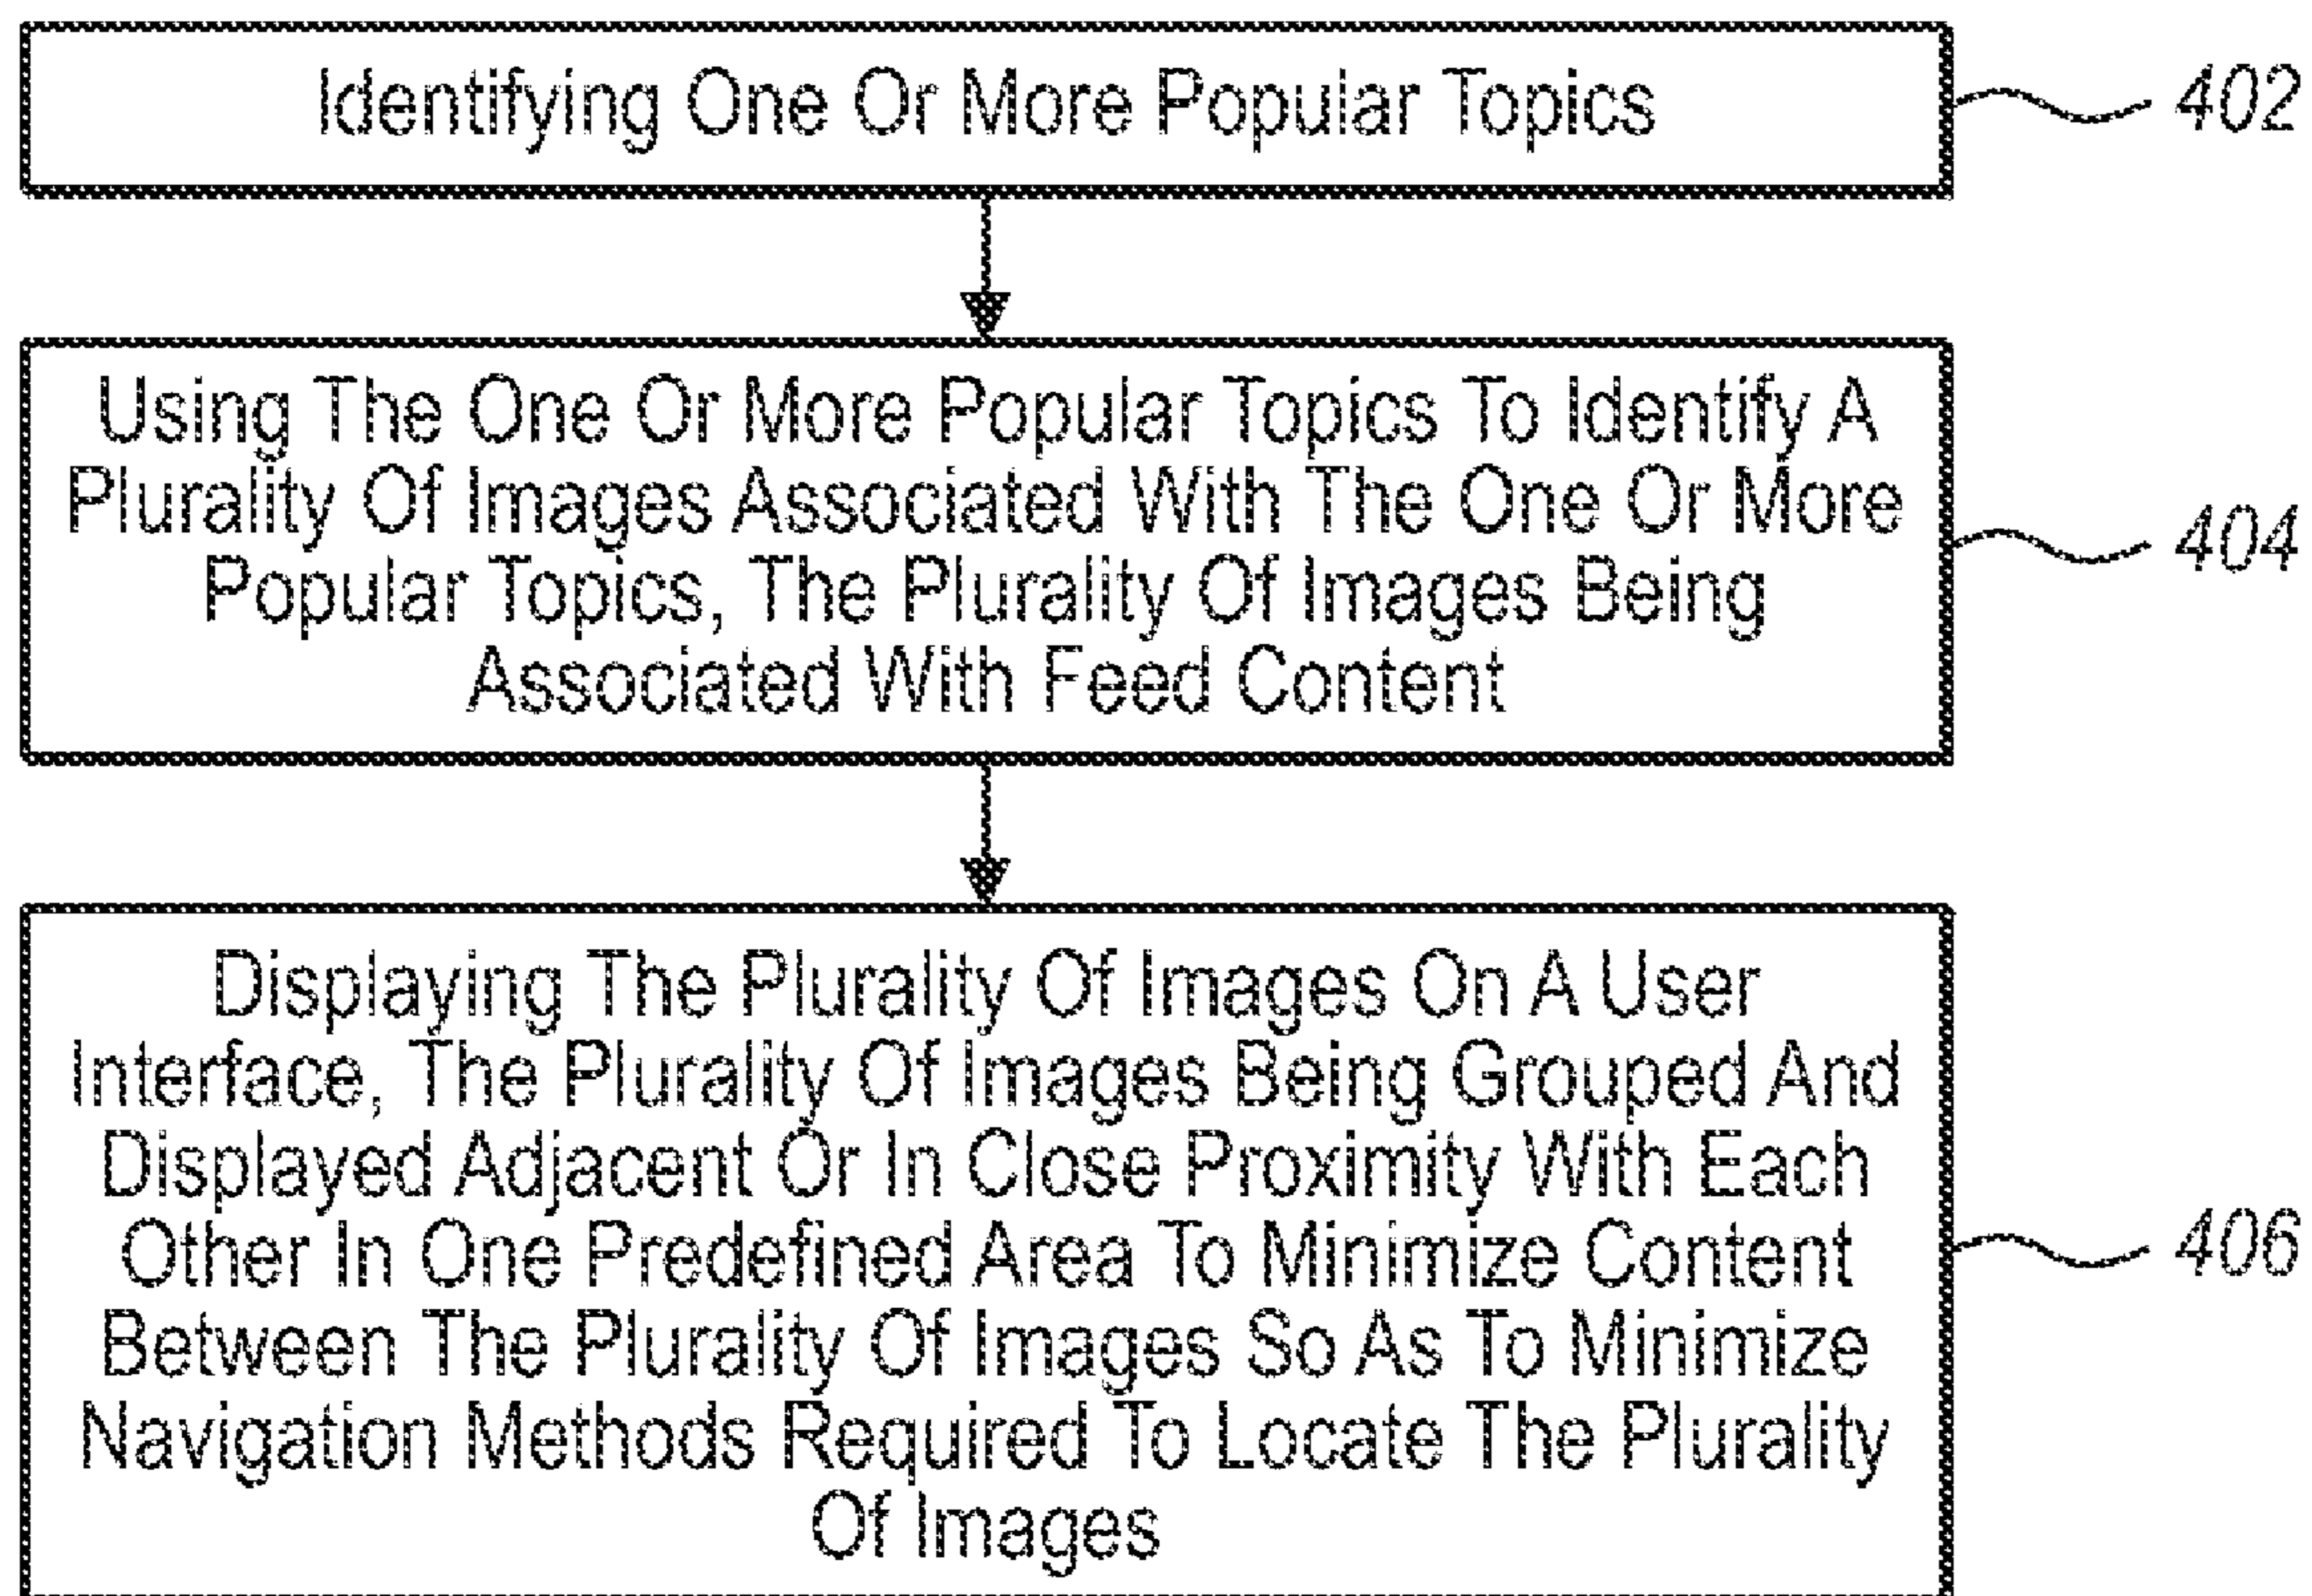 Identifying One Or More Popular Topics
402
Using The One Or More Popular Topics To Identify A
Plurality Of Images Associated With The One Or More
Popular Topics, The Plurality Of Images Being
Associated With Feed Content
404
Displaying The Plurality Of Images On A User
Interface, The Plurality Of Images Being Grouped And
Displayed Adjacent Or In Close Proximity With Each
Other In One Predefined Area To Minimize Content
Between The Plurality Of Images So As To Minimize
Navigation Methods Required To Locate The Plurality
Of Images
406